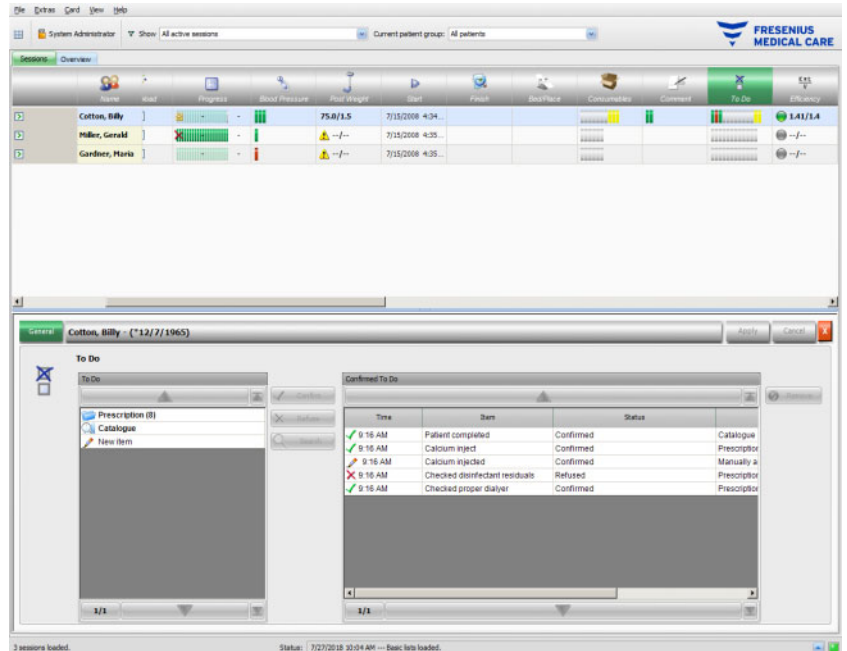 File Extras Card View Help
System Administrator Show All active sessions Current patient group: All patients
FRESENIUS
MEDICAL CARE
Sessions Overview
Name Progress Blood Pressure Post Weight Start Finish Bed/Place Consumables Comment To Do Efficiency
Cotton, Billy 75.0/1.5 7/15/2008 4:34... 1.41/1.4
Miller, Gerald --/-- 7/15/2008 4:35... --/--
Gardner, Maria --/-- 7/15/2008 4:35... --/--
General Cotton, Billy - (*12/7/1965) Apply Cancel X
To Do
To Do Confirmed To Do
Confirm Remove
Prescription (8) Refuse Time Item Status
Catalogue
New item Search
9:16 AM Patient completed Confirmed Catalogue
9:16 AM Calcium inject Confirmed Prescription
9:16 AM Calcium injected Confirmed Manually a
9:16 AM Checked disinfectant residuals Refused Prescription
9:16 AM Checked proper dialyer Confirmed Prescription
1/1 1/1
3 sessions loaded. Status: 7/27/2018 10:04 AM --- Basic lists loaded.